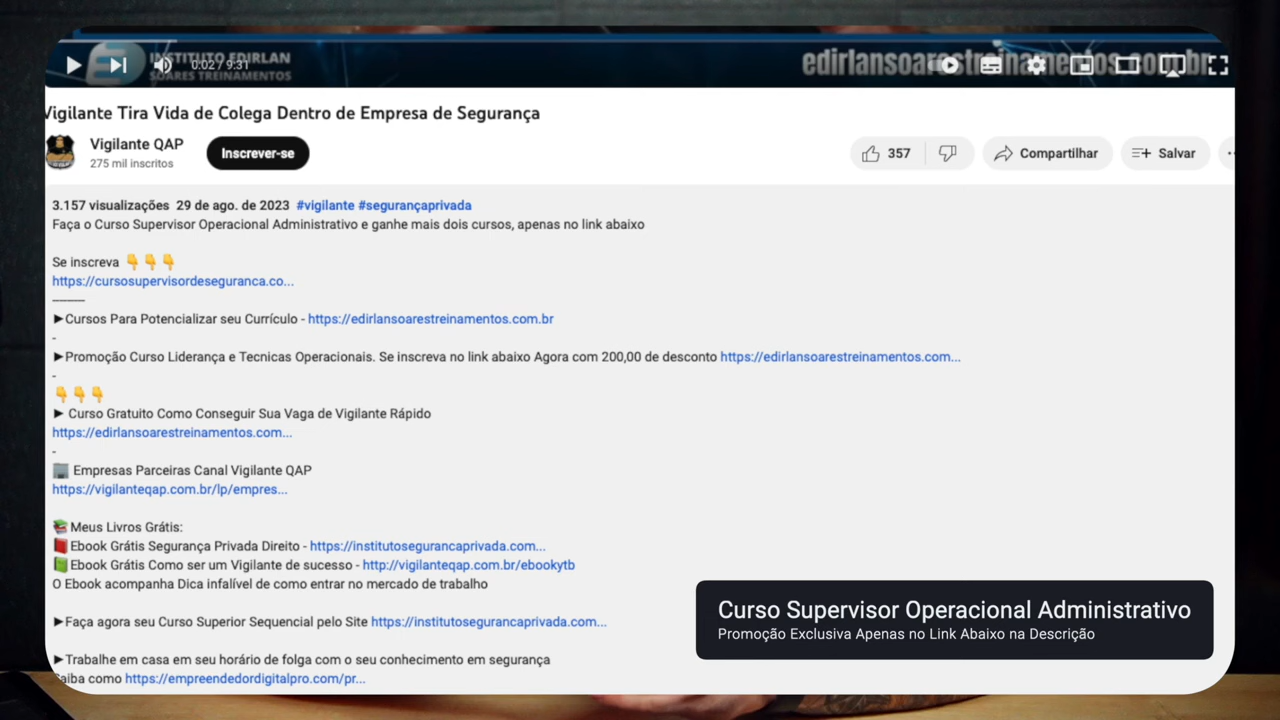 INSTITUTO EDIRLAN
SOARES TREINAMENTOS
0:02 / 9:31
edirlansoarestreinamentos.com.br
Vigilante Tira Vida de Colega Dentro de Empresa de Segurança
Vigilante QAP
275 mil inscritos
Inscrever-se
357
Compartilhar
Salvar
3.157 visualizações 29 de ago. de 2023 #vigilante #segurançaprivada
Faça o Curso Supervisor Operacional Administrativo e ganhe mais dois cursos, apenas no link abaixo
Se inscreva 👇👇👇
https://cursosupervisordeseguranca.co...
----------
►Cursos Para Potencializar seu Currículo - https://edirlansoarestreinamentos.com.br
-
►Promoção Curso Liderança e Tecnicas Operacionais. Se inscreva no link abaixo Agora com 200,00 de desconto https://edirlansoarestreinamentos.com...
-
👇👇👇
► Curso Gratuito Como Conseguir Sua Vaga de Vigilante Rápido
https://edirlansoarestreinamentos.com...
-
🏢 Empresas Parceiras Canal Vigilante QAP
https://vigilanteqap.com.br/lp/empres...
📚 Meus Livros Grátis:
📕 Ebook Grátis Segurança Privada Direito - https://institutosegurancaprivada.com...
📗 Ebook Grátis Como ser um Vigilante de sucesso - http://vigilanteqap.com.br/ebookytb
O Ebook acompanha Dica infalível de como entrar no mercado de trabalho
►Faça agora seu Curso Superior Sequencial pelo Site https://institutosegurancaprivada.com...
►Trabalhe em casa em seu horário de folga com o seu conhecimento em segurança
Saiba como https://empreendedordigitalpro.com/pr...
Curso Supervisor Operacional Administrativo
Promoção Exclusiva Apenas no Link Abaixo na Descrição